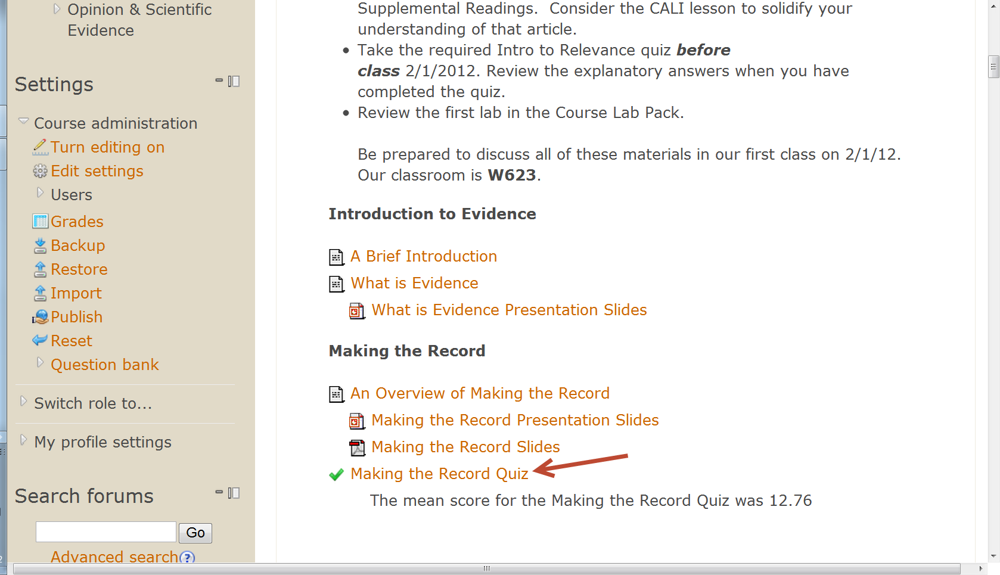 Opinion & Scientific
Evidence
Settings
Course administration
Turn editing on
Edit settings
Users
Grades
Backup
Restore
Import
Publish
Reset
Question bank
Switch role to...
My profile settings
Search forums
Go
Advanced search ?
Supplemental Readings.  Consider the CALI lesson to solidify your
understanding of that article.
• Take the required Intro to Relevance quiz before
class 2/1/2012. Review the explanatory answers when you have
completed the quiz.
• Review the first lab in the Course Lab Pack.
Be prepared to discuss all of these materials in our first class on 2/1/12.
Our classroom is W623.
Introduction to Evidence
A Brief Introduction
What is Evidence
What is Evidence Presentation Slides
Making the Record
An Overview of Making the Record
Making the Record Presentation Slides
Making the Record Slides
Making the Record Quiz
The mean score for the Making the Record Quiz was 12.76